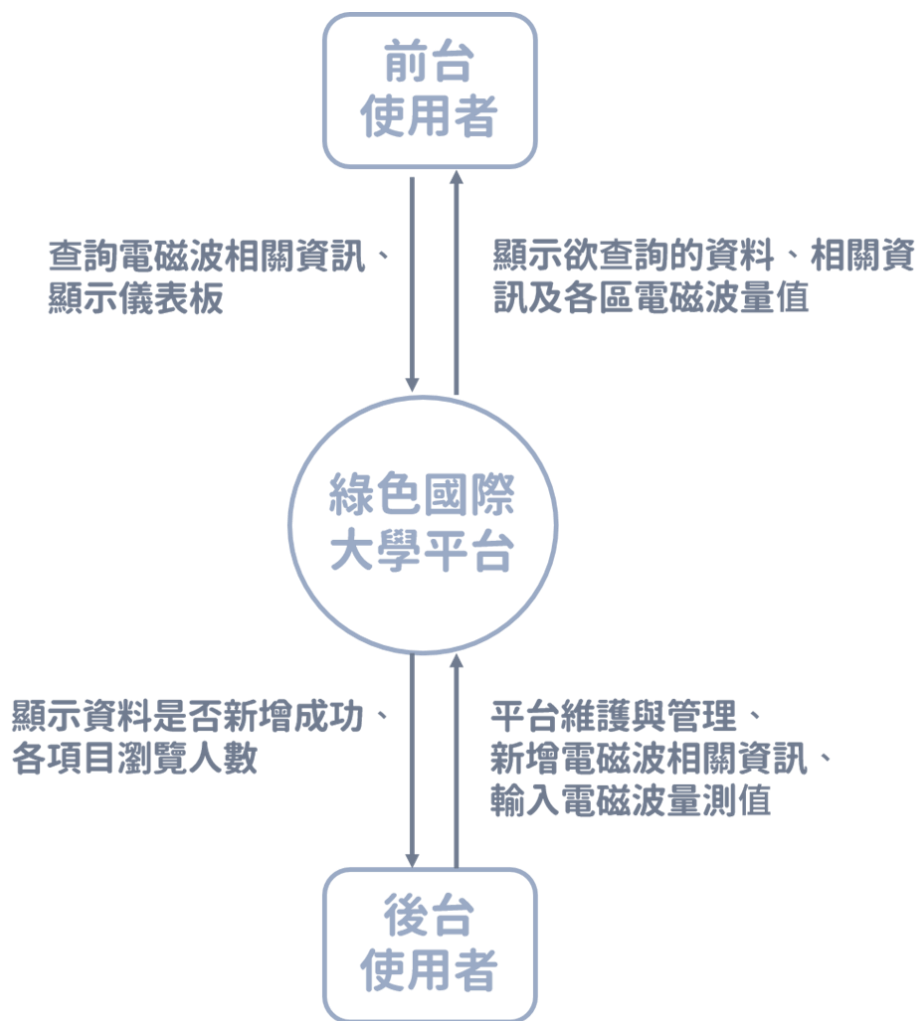 前台
使用者
查詢電磁波相關資訊、
顯示儀表板
顯示欲查詢的資料、相關資
訊及各區電磁波量值
綠色國際
大學平台
顯示資料是否新增成功、
各項目瀏覽人數
平台維護與管理、
新增電磁波相關資訊、
輸入電磁波量測值
後台
使用者